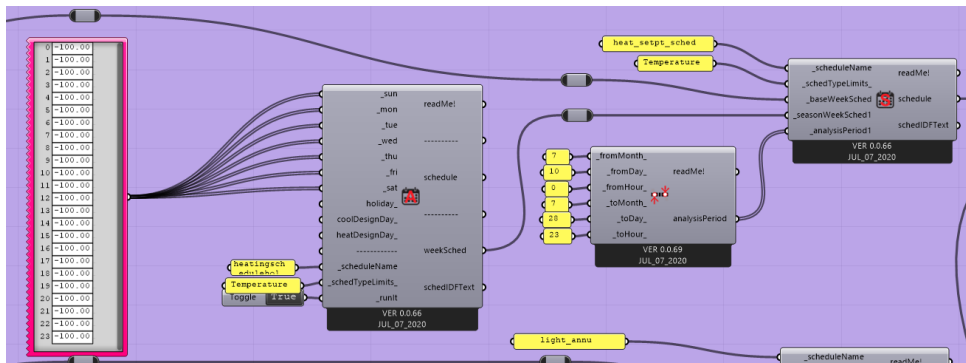 0 -100.00
1 -100.00
2 -100.00
3 -100.00
4 -100.00
5 -100.00
6 -100.00
7 -100.00
8 -100.00
9 -100.00
10 -100.00
11 -100.00
12 -100.00
13 -100.00
14 -100.00
15 -100.00
16 -100.00
17 -100.00
18 -100.00
19 -100.00
20 -100.00
21 -100.00
22 -100.00
23 -100.00
_sun
_mon
_tue
_wed
_thu
_fri
_sat
holiday_
coolDesignDay_
heatDesignDay_
------------
_scheduleName
_schedTypeLimits_
_runIt
readMe!
----------
schedule
----------
weekSched
schedIDFText
VER 0.0.66
JUL_07_2020
heatingsch
edulehol
Temperature
Toggle True
7
10
0
7
28
23
_fromMonth_
_fromDay_
_fromHour_
_toMonth_
_toDay_
_toHour_
readMe!
analysisPeriod
VER 0.0.69
JUL_07_2020
heat_setpt_sched
Temperature
_scheduleName
_schedTypeLimits_
_baseWeekSched
_seasonWeekSched1
_analysisPeriod1
readMe!
schedule
schedIDFText
VER 0.0.66
JUL_07_2020
light_annu
_scheduleName
readMe!